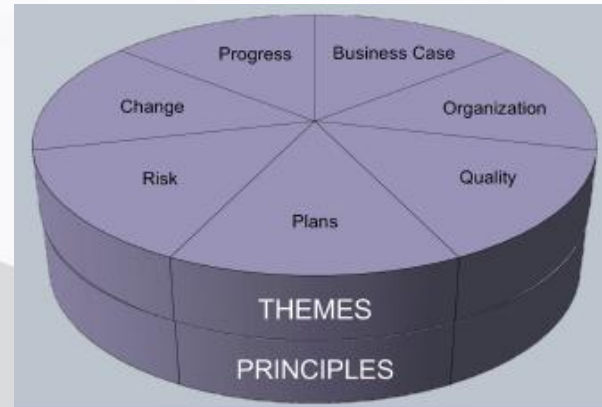 Progress
Business Case
Change
Organization
Risk
Quality
Plans
THEMES
PRINCIPLES